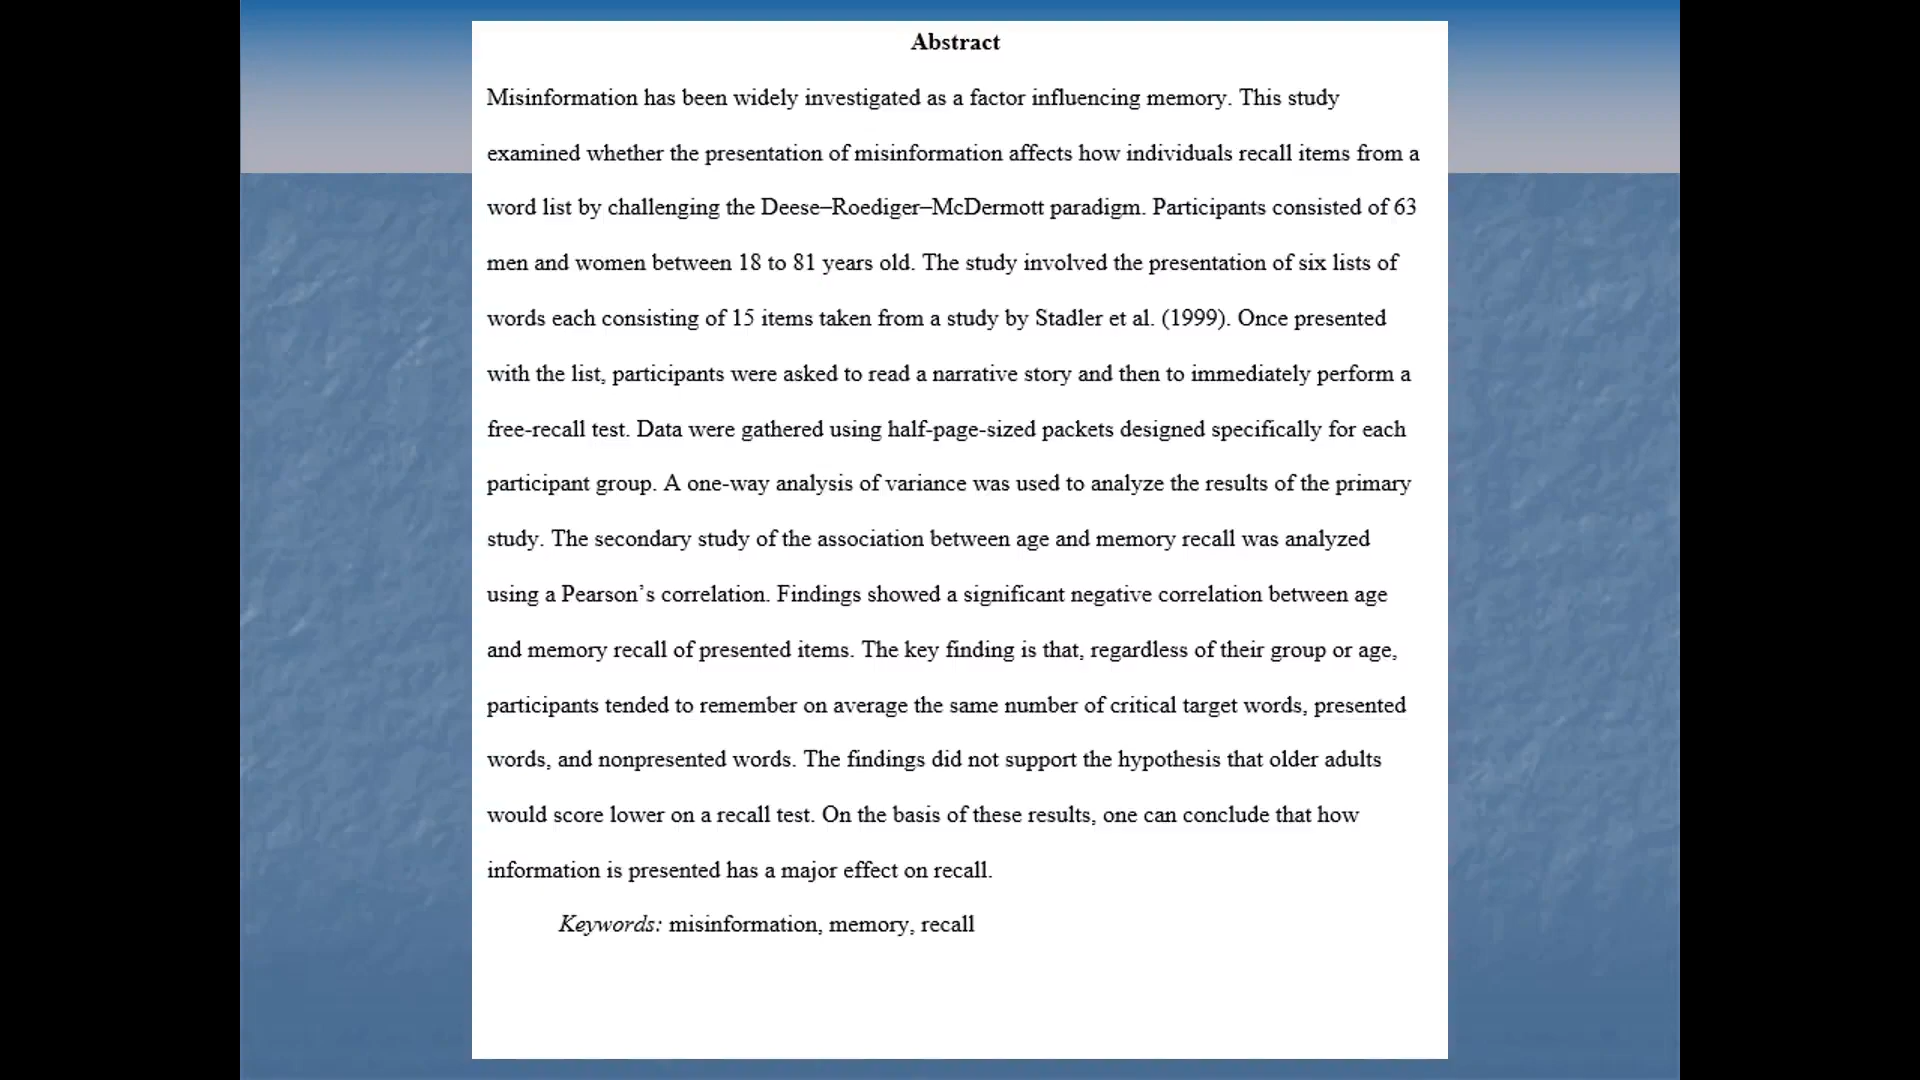 Abstract
Misinformation has been widely investigated as a factor influencing memory. This study
examined whether the presentation of misinformation affects how individuals recall items from a
word list by challenging the Deese–Roediger–McDermott paradigm. Participants consisted of 63
men and women between 18 to 81 years old. The study involved the presentation of six lists of
words each consisting of 15 items taken from a study by Stadler et al. (1999). Once presented
with the list, participants were asked to read a narrative story and then to immediately perform a
free-recall test. Data were gathered using half-page-sized packets designed specifically for each
participant group. A one-way analysis of variance was used to analyze the results of the primary
study. The secondary study of the association between age and memory recall was analyzed
using a Pearson’s correlation. Findings showed a significant negative correlation between age
and memory recall of presented items. The key finding is that, regardless of their group or age,
participants tended to remember on average the same number of critical target words, presented
words, and nonpresented words. The findings did not support the hypothesis that older adults
would score lower on a recall test. On the basis of these results, one can conclude that how
information is presented has a major effect on recall.
Keywords: misinformation, memory, recall